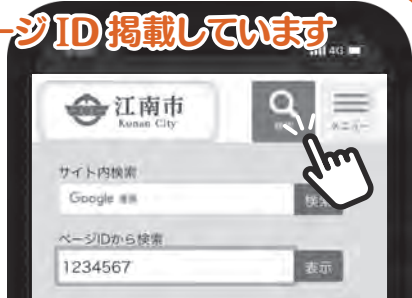 ージID掲載しています
4G
江南市
Konan City
メニュー
サイト内検索
Google
検索
ページIDから検索
1234567
表示